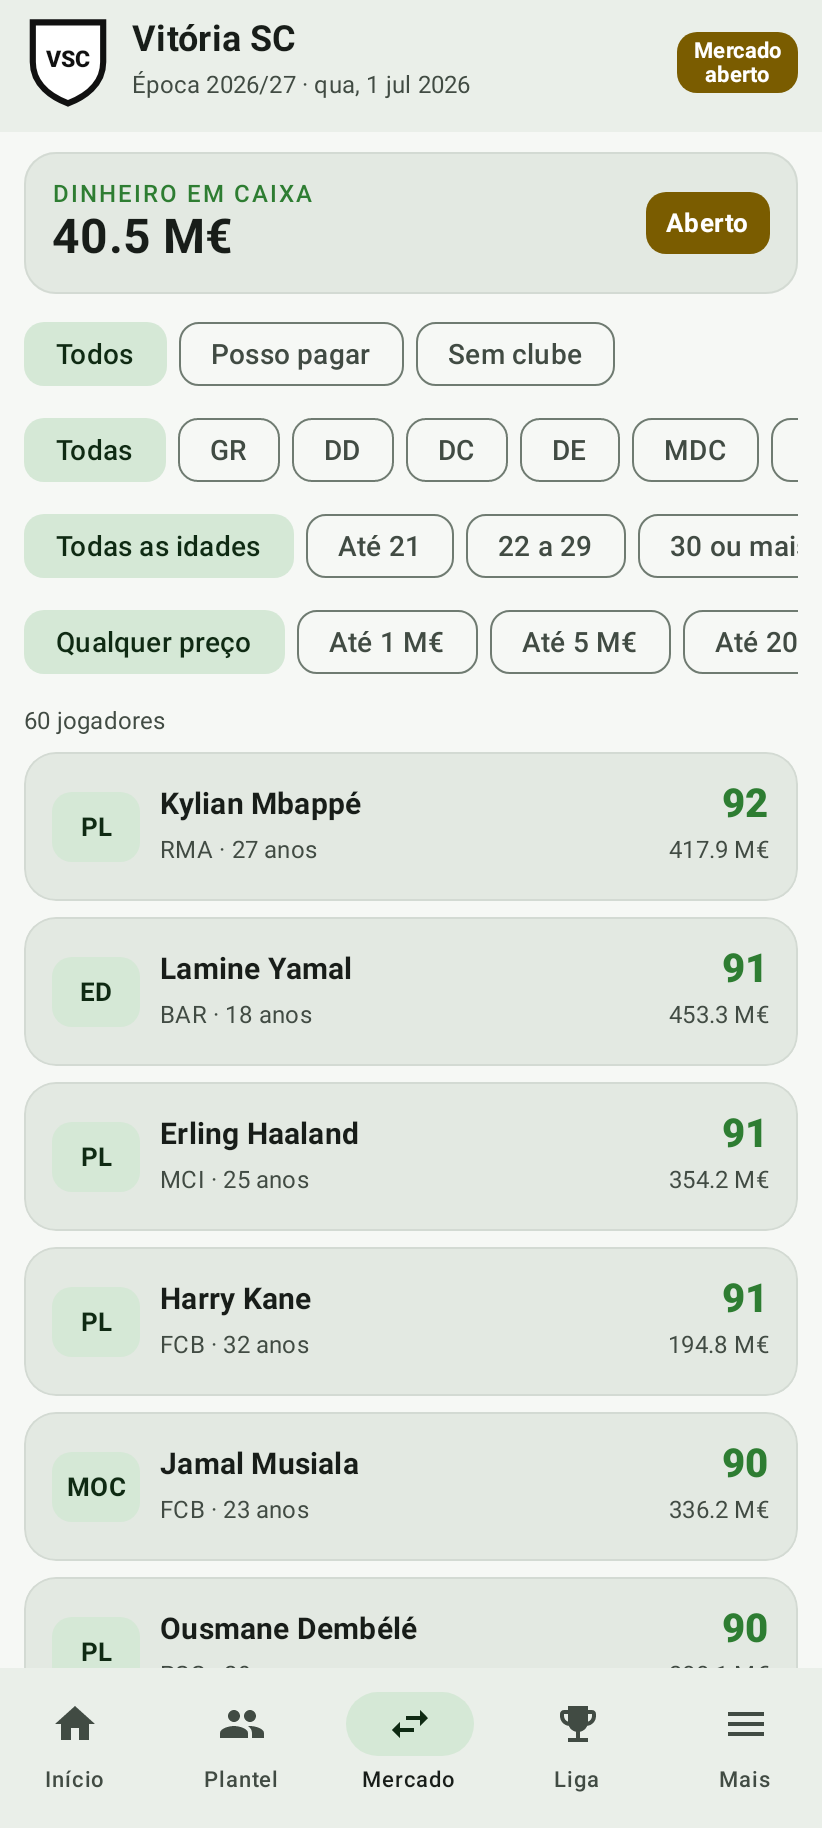 VSC
Vitória SC
Época 2026/27 · qua, 1 jul 2026
Mercado
aberto
DINHEIRO EM CAIXA
40.5 M€
Aberto
Todos
Posso pagar
Sem clube
Todas
GR
DD
DC
DE
MDC
Todas as idades
Até 21
22 a 29
30 ou mais
Qualquer preço
Até 1 M€
Até 5 M€
Até 20
60 jogadores
PL
Kylian Mbappé
92
RMA · 27 anos
417.9 M€
ED
Lamine Yamal
91
BAR · 18 anos
453.3 M€
PL
Erling Haaland
91
MCI · 25 anos
354.2 M€
PL
Harry Kane
91
FCB · 32 anos
194.8 M€
MOC
Jamal Musiala
90
FCB · 23 anos
336.2 M€
PL
Ousmane Dembélé
90
Início
Plantel
Mercado
Liga
Mais